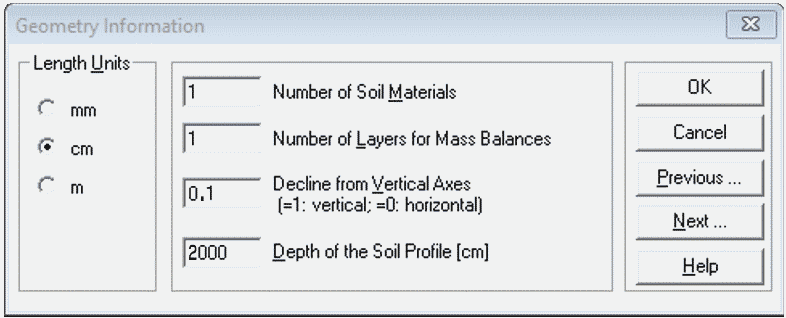 Geometry Information
Length Units
mm
cm
m
1 Number of Soil Materials
1 Number of Layers for Mass Balances
0.1 Decline from Vertical Axes
(=1: vertical; =0: horizontal)
2000 Depth of the Soil Profile [cm]
OK
Cancel
Previous ...
Next ...
Help